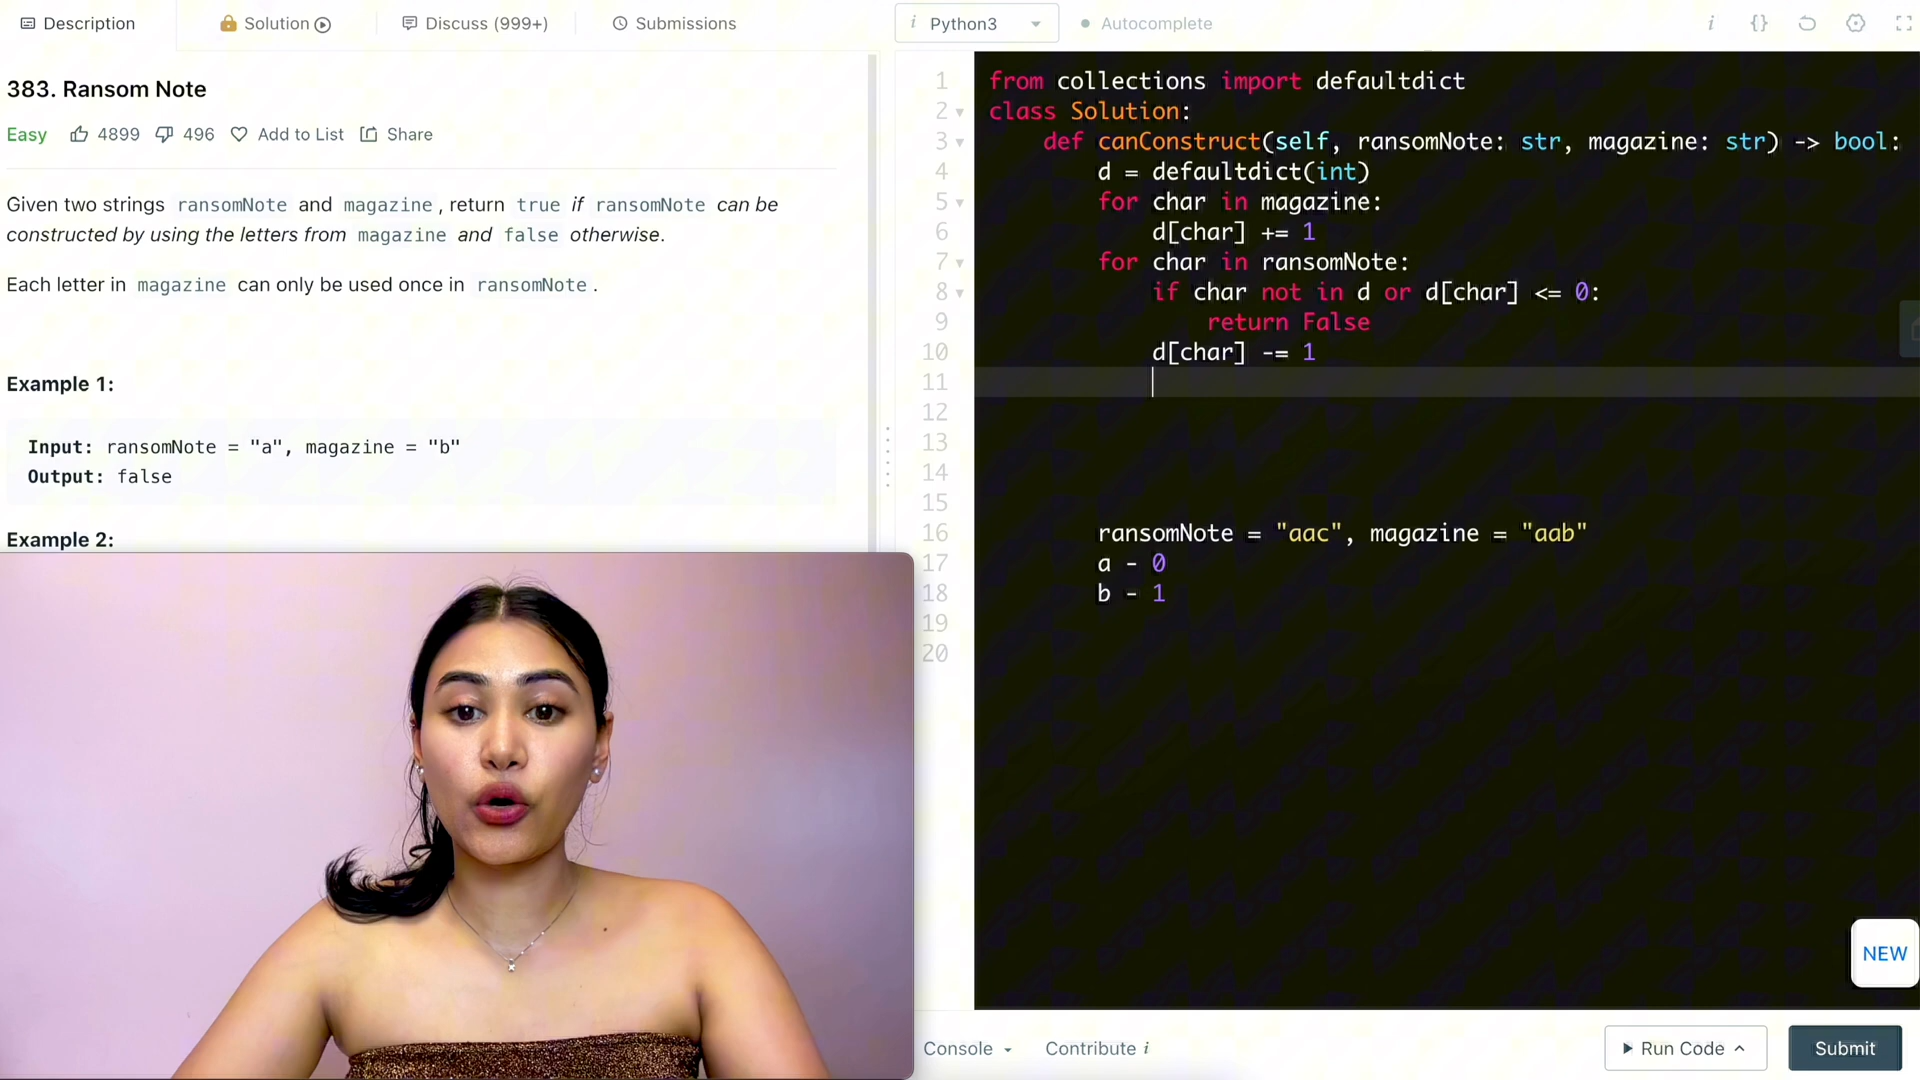 Description
Solution
Discuss (999+)
Submissions
i Python3
Autocomplete
i {}
383. Ransom Note
Easy 4899 496 Add to List Share
Given two strings ransomNote and magazine, return true if ransomNote can be
constructed by using the letters from magazine and false otherwise.
Each letter in magazine can only be used once in ransomNote.
Example 1:
Input: ransomNote = "a", magazine = "b"
Output: false
Example 2:
1 from collections import defaultdict
2 class Solution:
3 def canConstruct(self, ransomNote: str, magazine: str) -> bool:
4 d = defaultdict(int)
5 for char in magazine:
6 d[char] += 1
7 for char in ransomNote:
8 if char not in d or d[char] <= 0:
9 return False
10 d[char] -= 1
11
12
13
14
15
16 ransomNote = "aac", magazine = "aab"
17 a - 0
18 b - 1
19
20
NEW
Console
Contribute i
Run Code
Submit